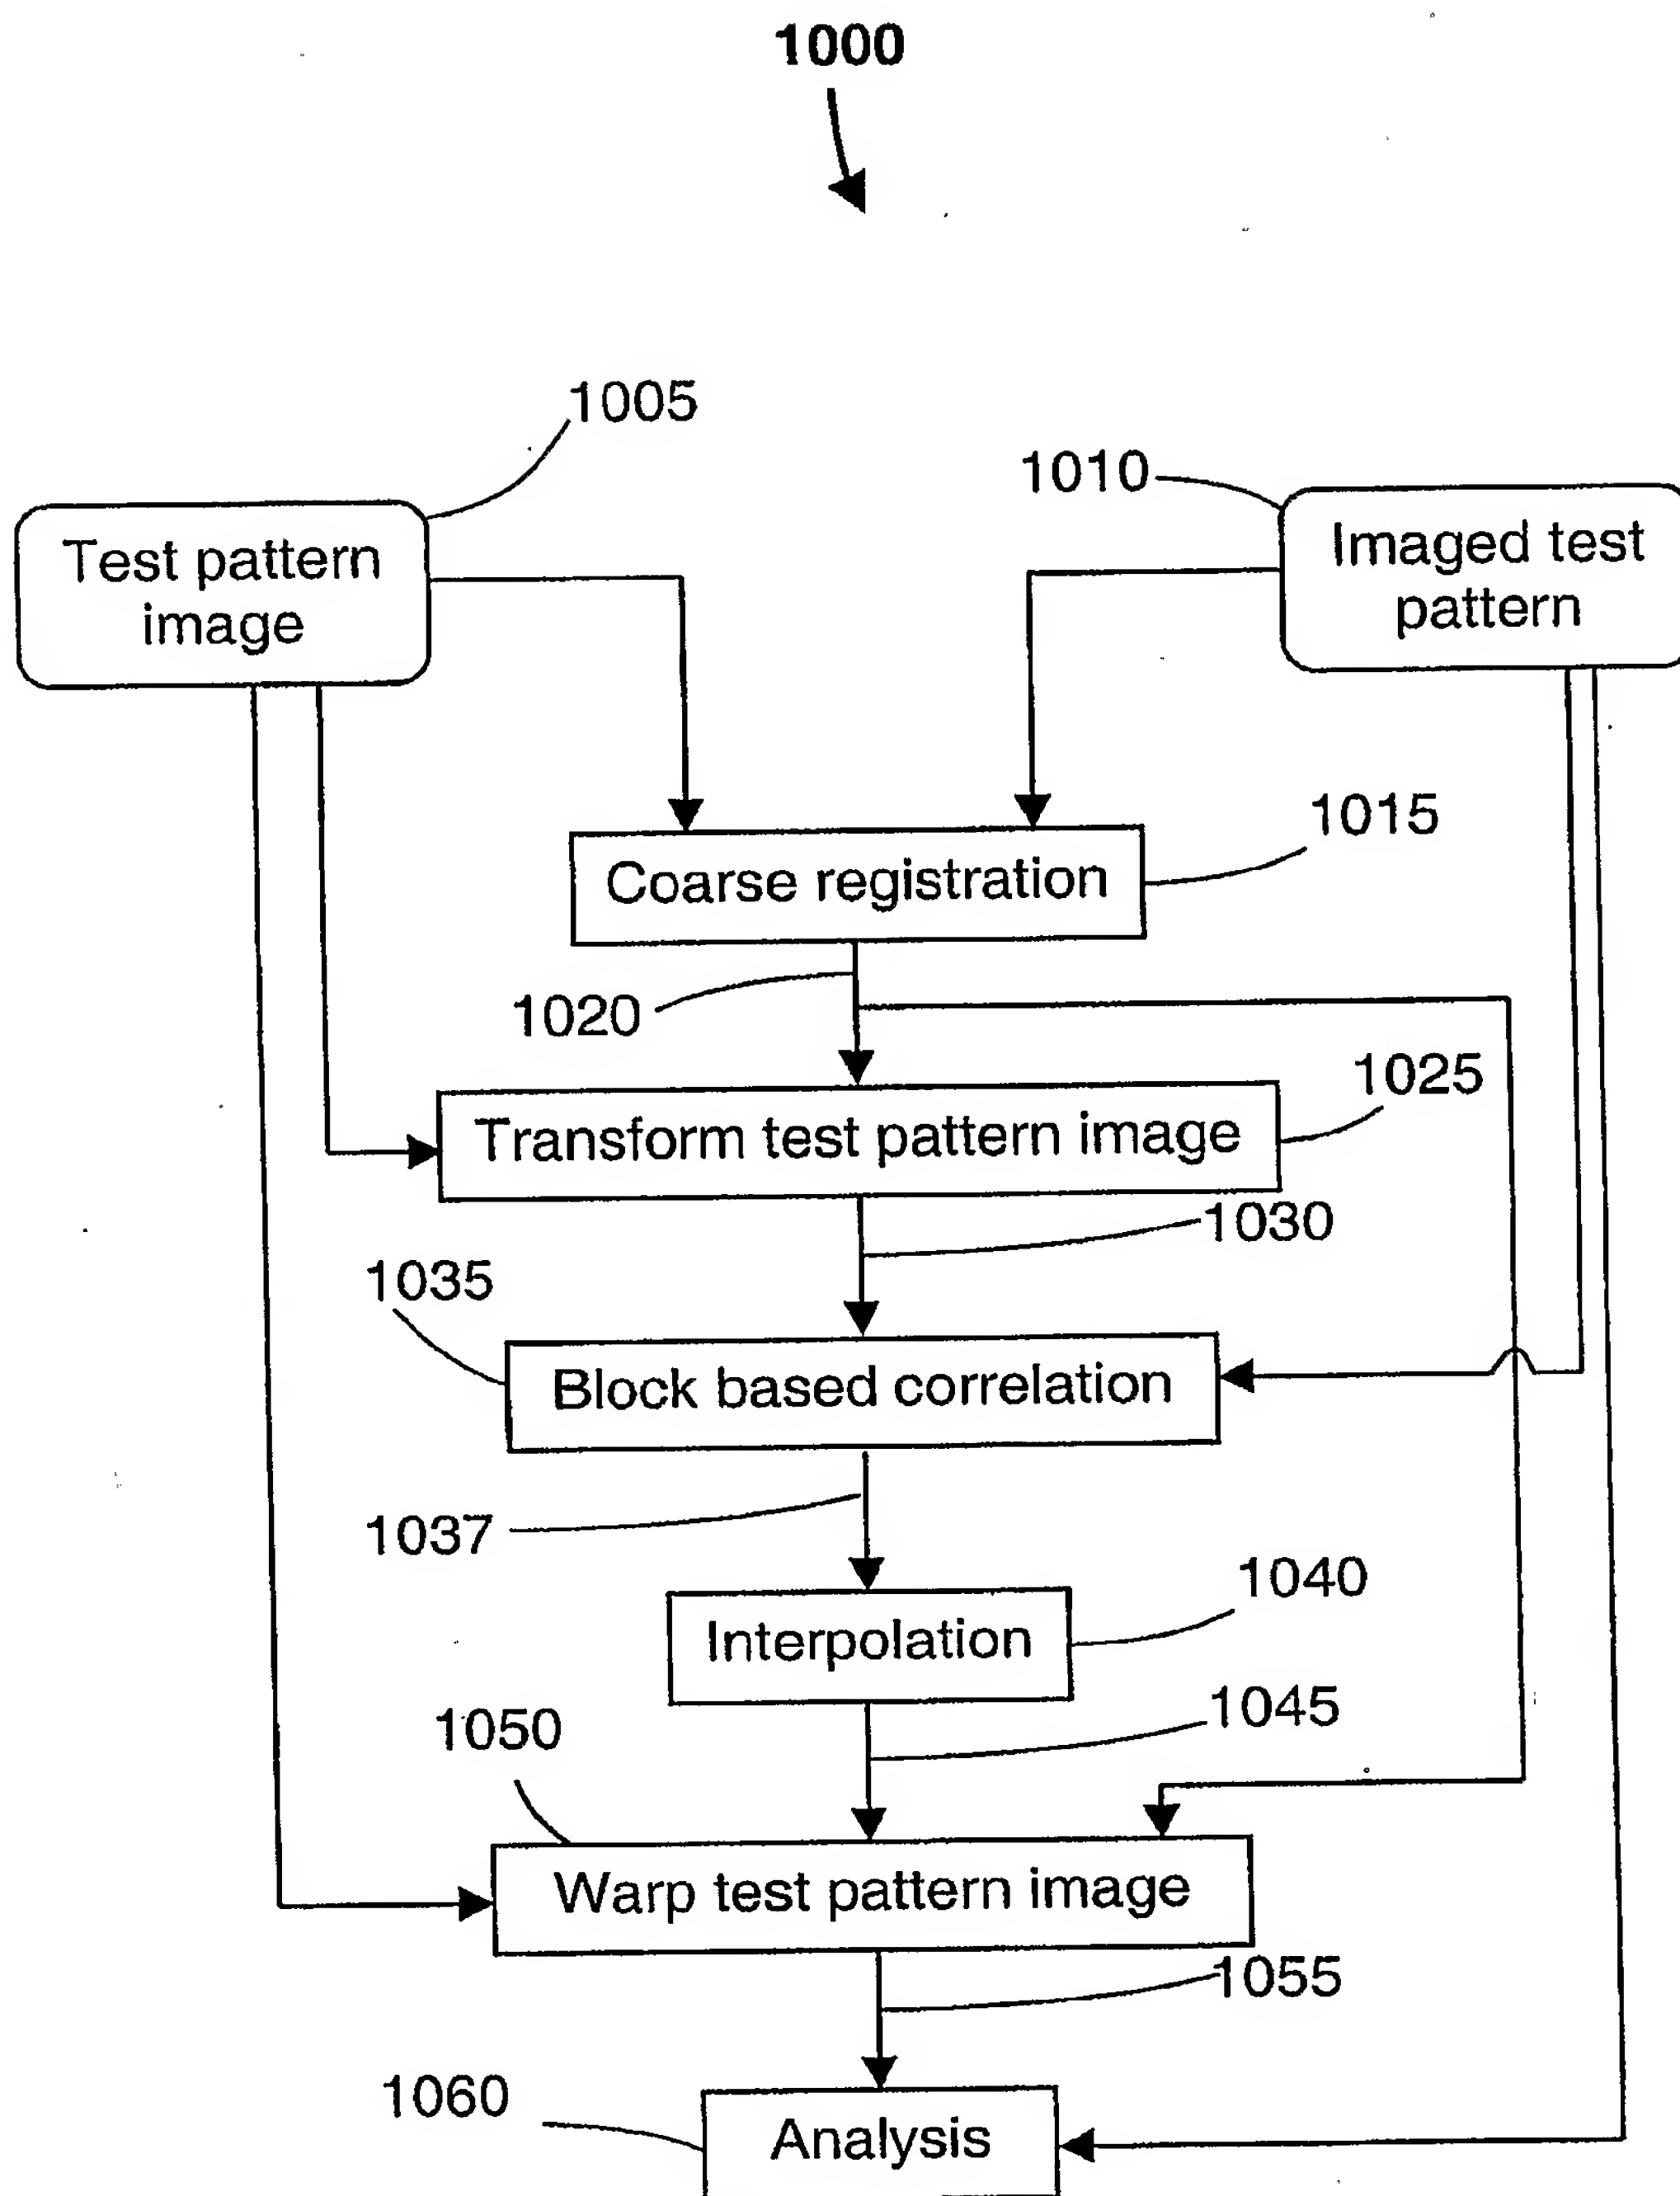 1000
1005
1010
Test pattern
image
Imaged test
pattern
1015
Coarse registration
1020
1025
Transform test pattern image
1030
1035
Block based correlation
1037
1040
Interpolation
1045
1050
Warp test pattern image
1055
1060
Analysis